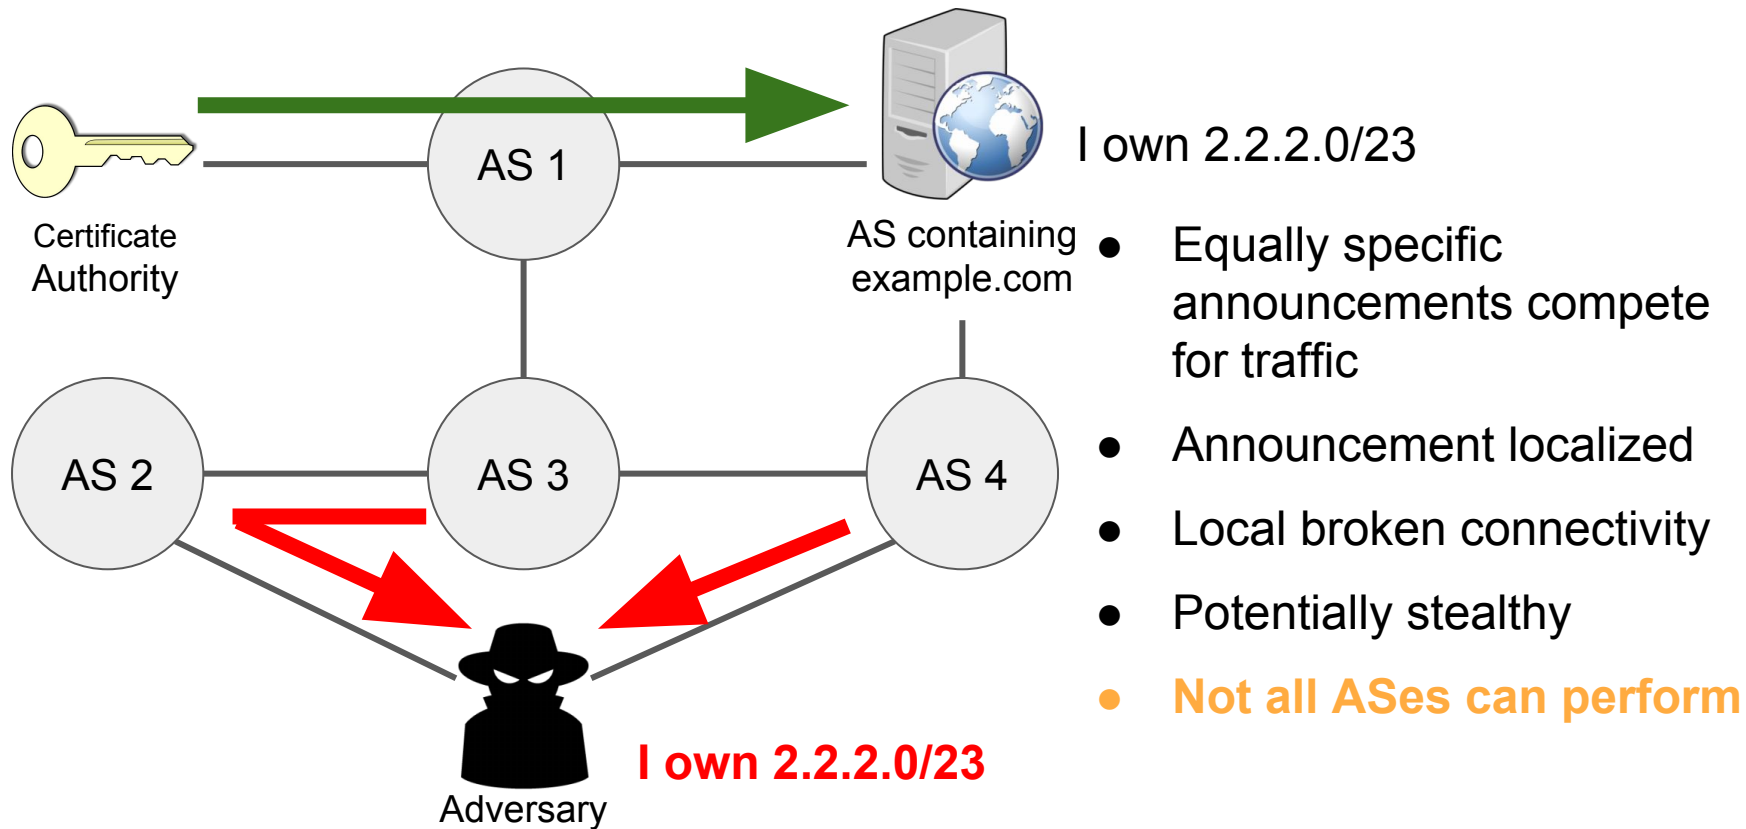 AS 1
I own 2.2.2.0/23
Certificate
Authority
AS containing
example.com
● Equally specific
announcements compete
for traffic
● Announcement localized
● Local broken connectivity
● Potentially stealthy
● Not all ASes can perform
AS 2
AS 3
AS 4
I own 2.2.2.0/23
Adversary